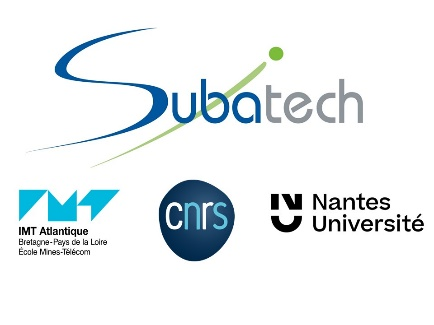 Subatech
IMT Atlantique
Bretagne-Pays de la Loire
École Mines-Télécom
cnrs
Nantes
Université